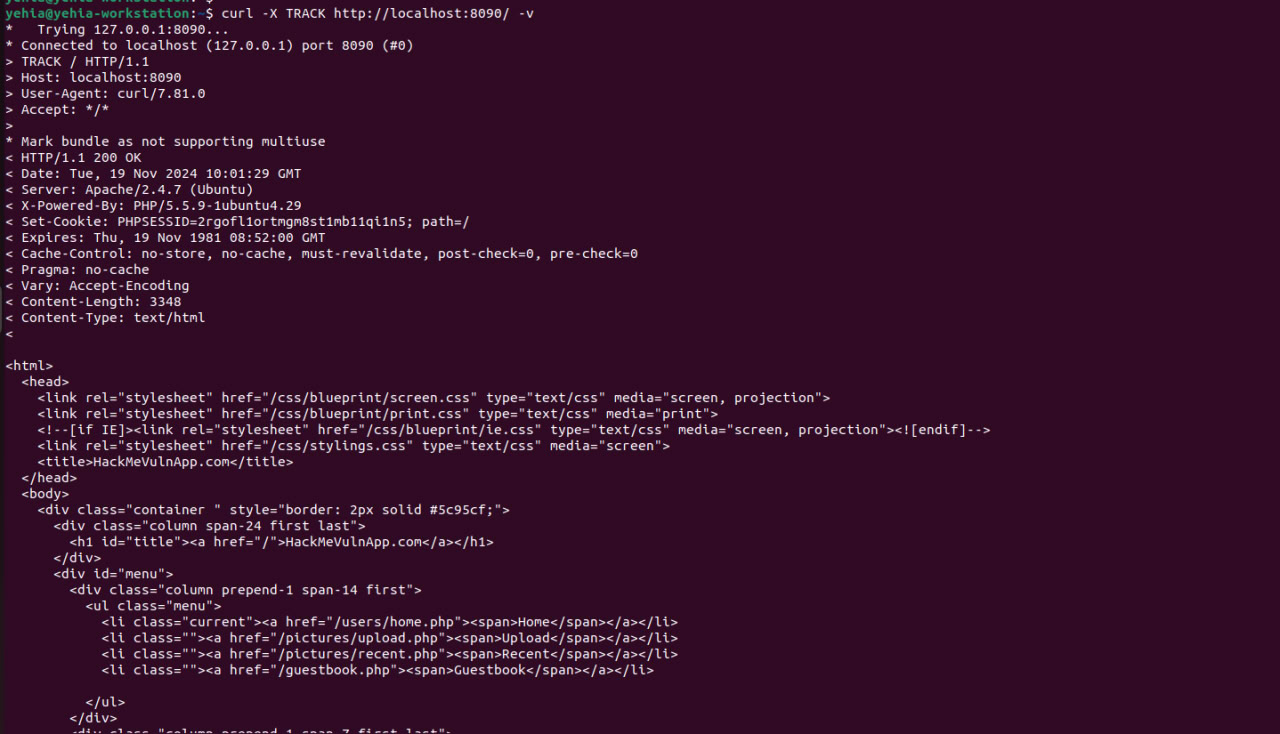 yehia@yehia-workstation:~$ curl -X TRACK http://localhost:8090/ -v
*   Trying 127.0.0.1:8090...
* Connected to localhost (127.0.0.1) port 8090 (#0)
> TRACK / HTTP/1.1
> Host: localhost:8090
> User-Agent: curl/7.81.0
> Accept: */*
>
* Mark bundle as not supporting multiuse
< HTTP/1.1 200 OK
< Date: Tue, 19 Nov 2024 10:01:29 GMT
< Server: Apache/2.4.7 (Ubuntu)
< X-Powered-By: PHP/5.5.9-1ubuntu4.29
< Set-Cookie: PHPSESSID=2rgofl1ortmgm8st1mb11qi1n5; path=/
< Expires: Thu, 19 Nov 1981 08:52:00 GMT
< Cache-Control: no-store, no-cache, must-revalidate, post-check=0, pre-check=0
< Pragma: no-cache
< Vary: Accept-Encoding
< Content-Length: 3348
< Content-Type: text/html
<
<html>
  <head>
    <link rel="stylesheet" href="/css/blueprint/screen.css" type="text/css" media="screen, projection">
    <link rel="stylesheet" href="/css/blueprint/print.css" type="text/css" media="print">
    <!--[if IE]><link rel="stylesheet" href="/css/blueprint/ie.css" type="text/css" media="screen, projection"><![endif]-->
    <link rel="stylesheet" href="/css/stylings.css" type="text/css" media="screen">
    <title>HackMeVulnApp.com</title>
  </head>
  <body>
    <div class="container " style="border: 2px solid #5c95cf;">
      <div class="column span-24 first last">
        <h1 id="title"><a href="/">HackMeVulnApp.com</a></h1>
      </div>
      <div id="menu">
        <div class="column prepend-1 span-14 first">
          <ul class="menu">
            <li class="current"><a href="/users/home.php"><span>Home</span></a></li>
            <li class=""><a href="/pictures/upload.php"><span>Upload</span></a></li>
            <li class=""><a href="/pictures/recent.php"><span>Recent</span></a></li>
            <li class=""><a href="/guestbook.php"><span>Guestbook</span></a></li>
          </ul>
        </div>
        <div class="column prepend-1 span-7 first last">